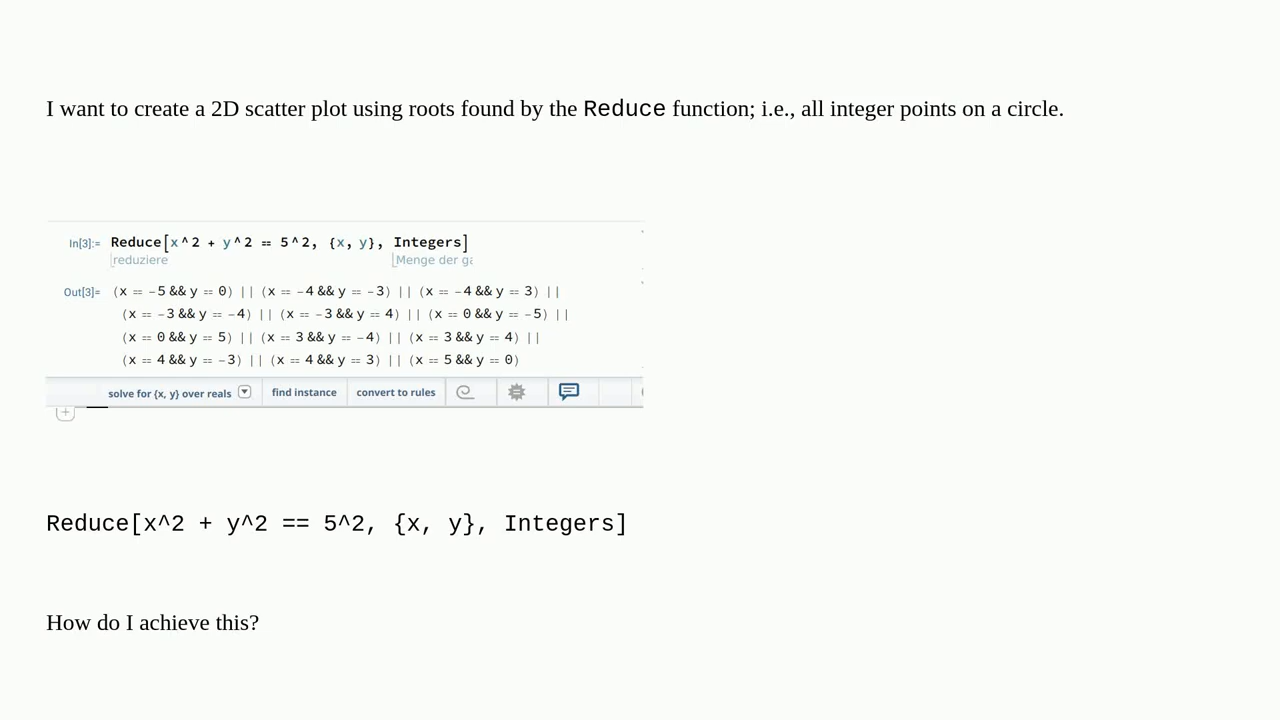 I want to create a 2D scatter plot using roots found by the Reduce function; i.e., all integer points on a circle.
In[3]:= Reduce[x^2 + y^2 == 5^2, {x, y}, Integers]
reduziere Menge der ga
Out[3]= (x == -5 && y == 0) || (x == -4 && y == -3) || (x == -4 && y == 3) ||
(x == -3 && y == -4) || (x == -3 && y == 4) || (x == 0 && y == -5) ||
(x == 0 && y == 5) || (x == 3 && y == -4) || (x == 3 && y == 4) ||
(x == 4 && y == -3) || (x == 4 && y == 3) || (x == 5 && y == 0)
solve for {x, y} over reals find instance convert to rules
Reduce[x^2 + y^2 == 5^2, {x, y}, Integers]
How do I achieve this?